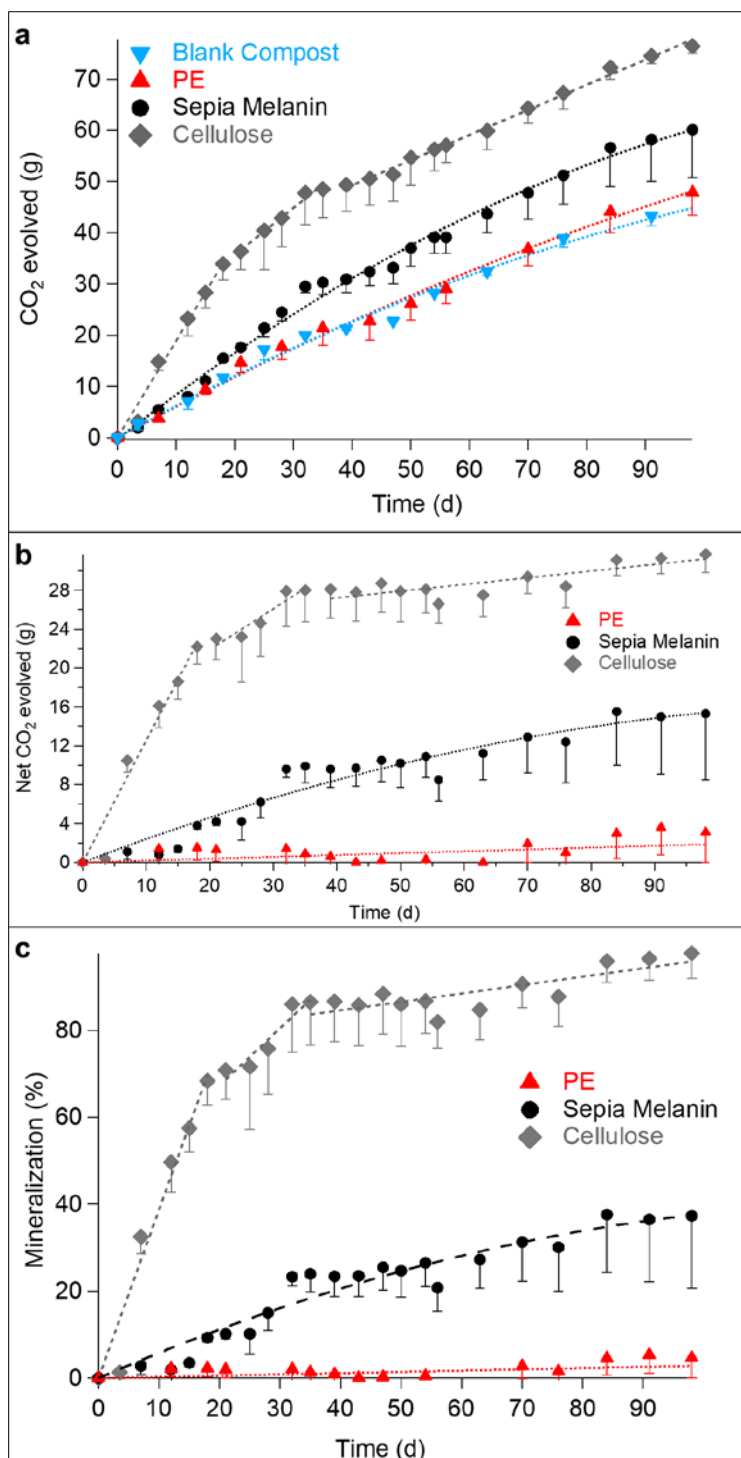 a
Blank Compost
PE
Sepia Melanin
Cellulose
CO2 evolved (g)
70
60
50
40
30
20
10
0
0 10 20 30 40 50 60 70 80 90
Time (d)
b
PE
Sepia Melanin
Cellulose
Net CO2 evolved (g)
28
24
20
16
12
8
4
0
0 10 20 30 40 50 60 70 80 90
Time (d)
c
PE
Sepia Melanin
Cellulose
Mineralization (%)
80
60
40
20
0
0 10 20 30 40 50 60 70 80 90
Time (d)